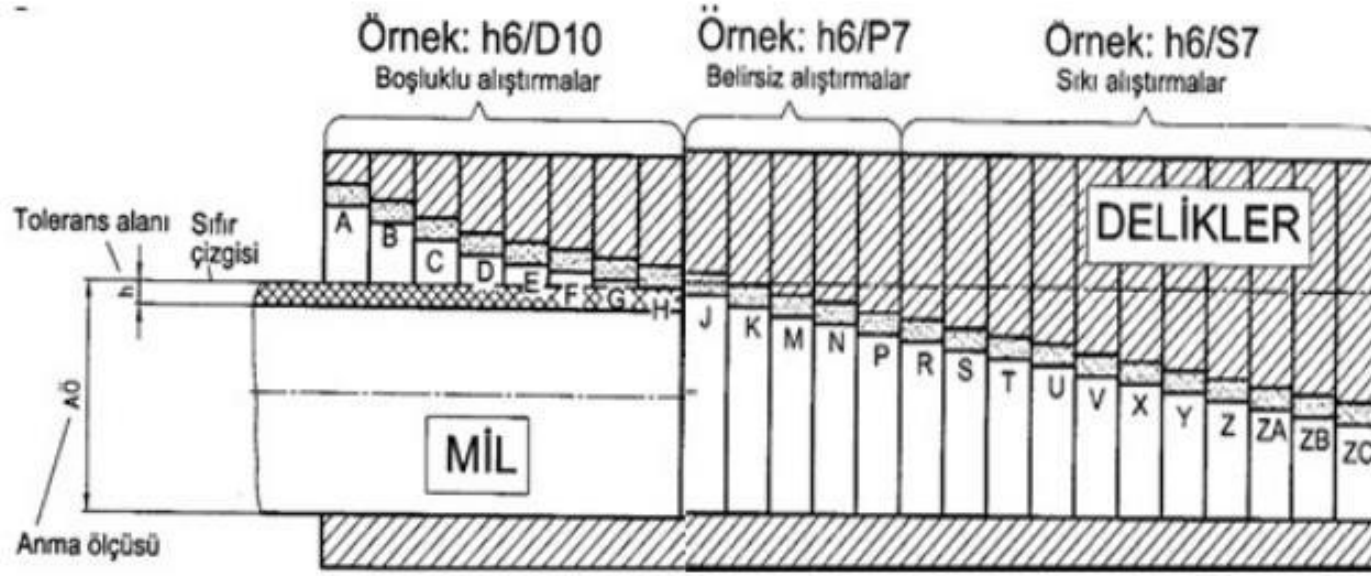 Örnek: h6/D10
Boşluklu alıştırmalar
Örnek: h6/P7
Belirsiz alıştırmalar
Örnek: h6/S7
Sıkı alıştırmalar
DELİKLER
Tolerans alanı
Sıfır
çizgisi
h
A
B
C
D
E
F
G
H
J
K
M
N
P
R
S
T
U
V
X
Y
Z
ZA
ZB
ZC
AÖ
MİL
Anma ölçüsü